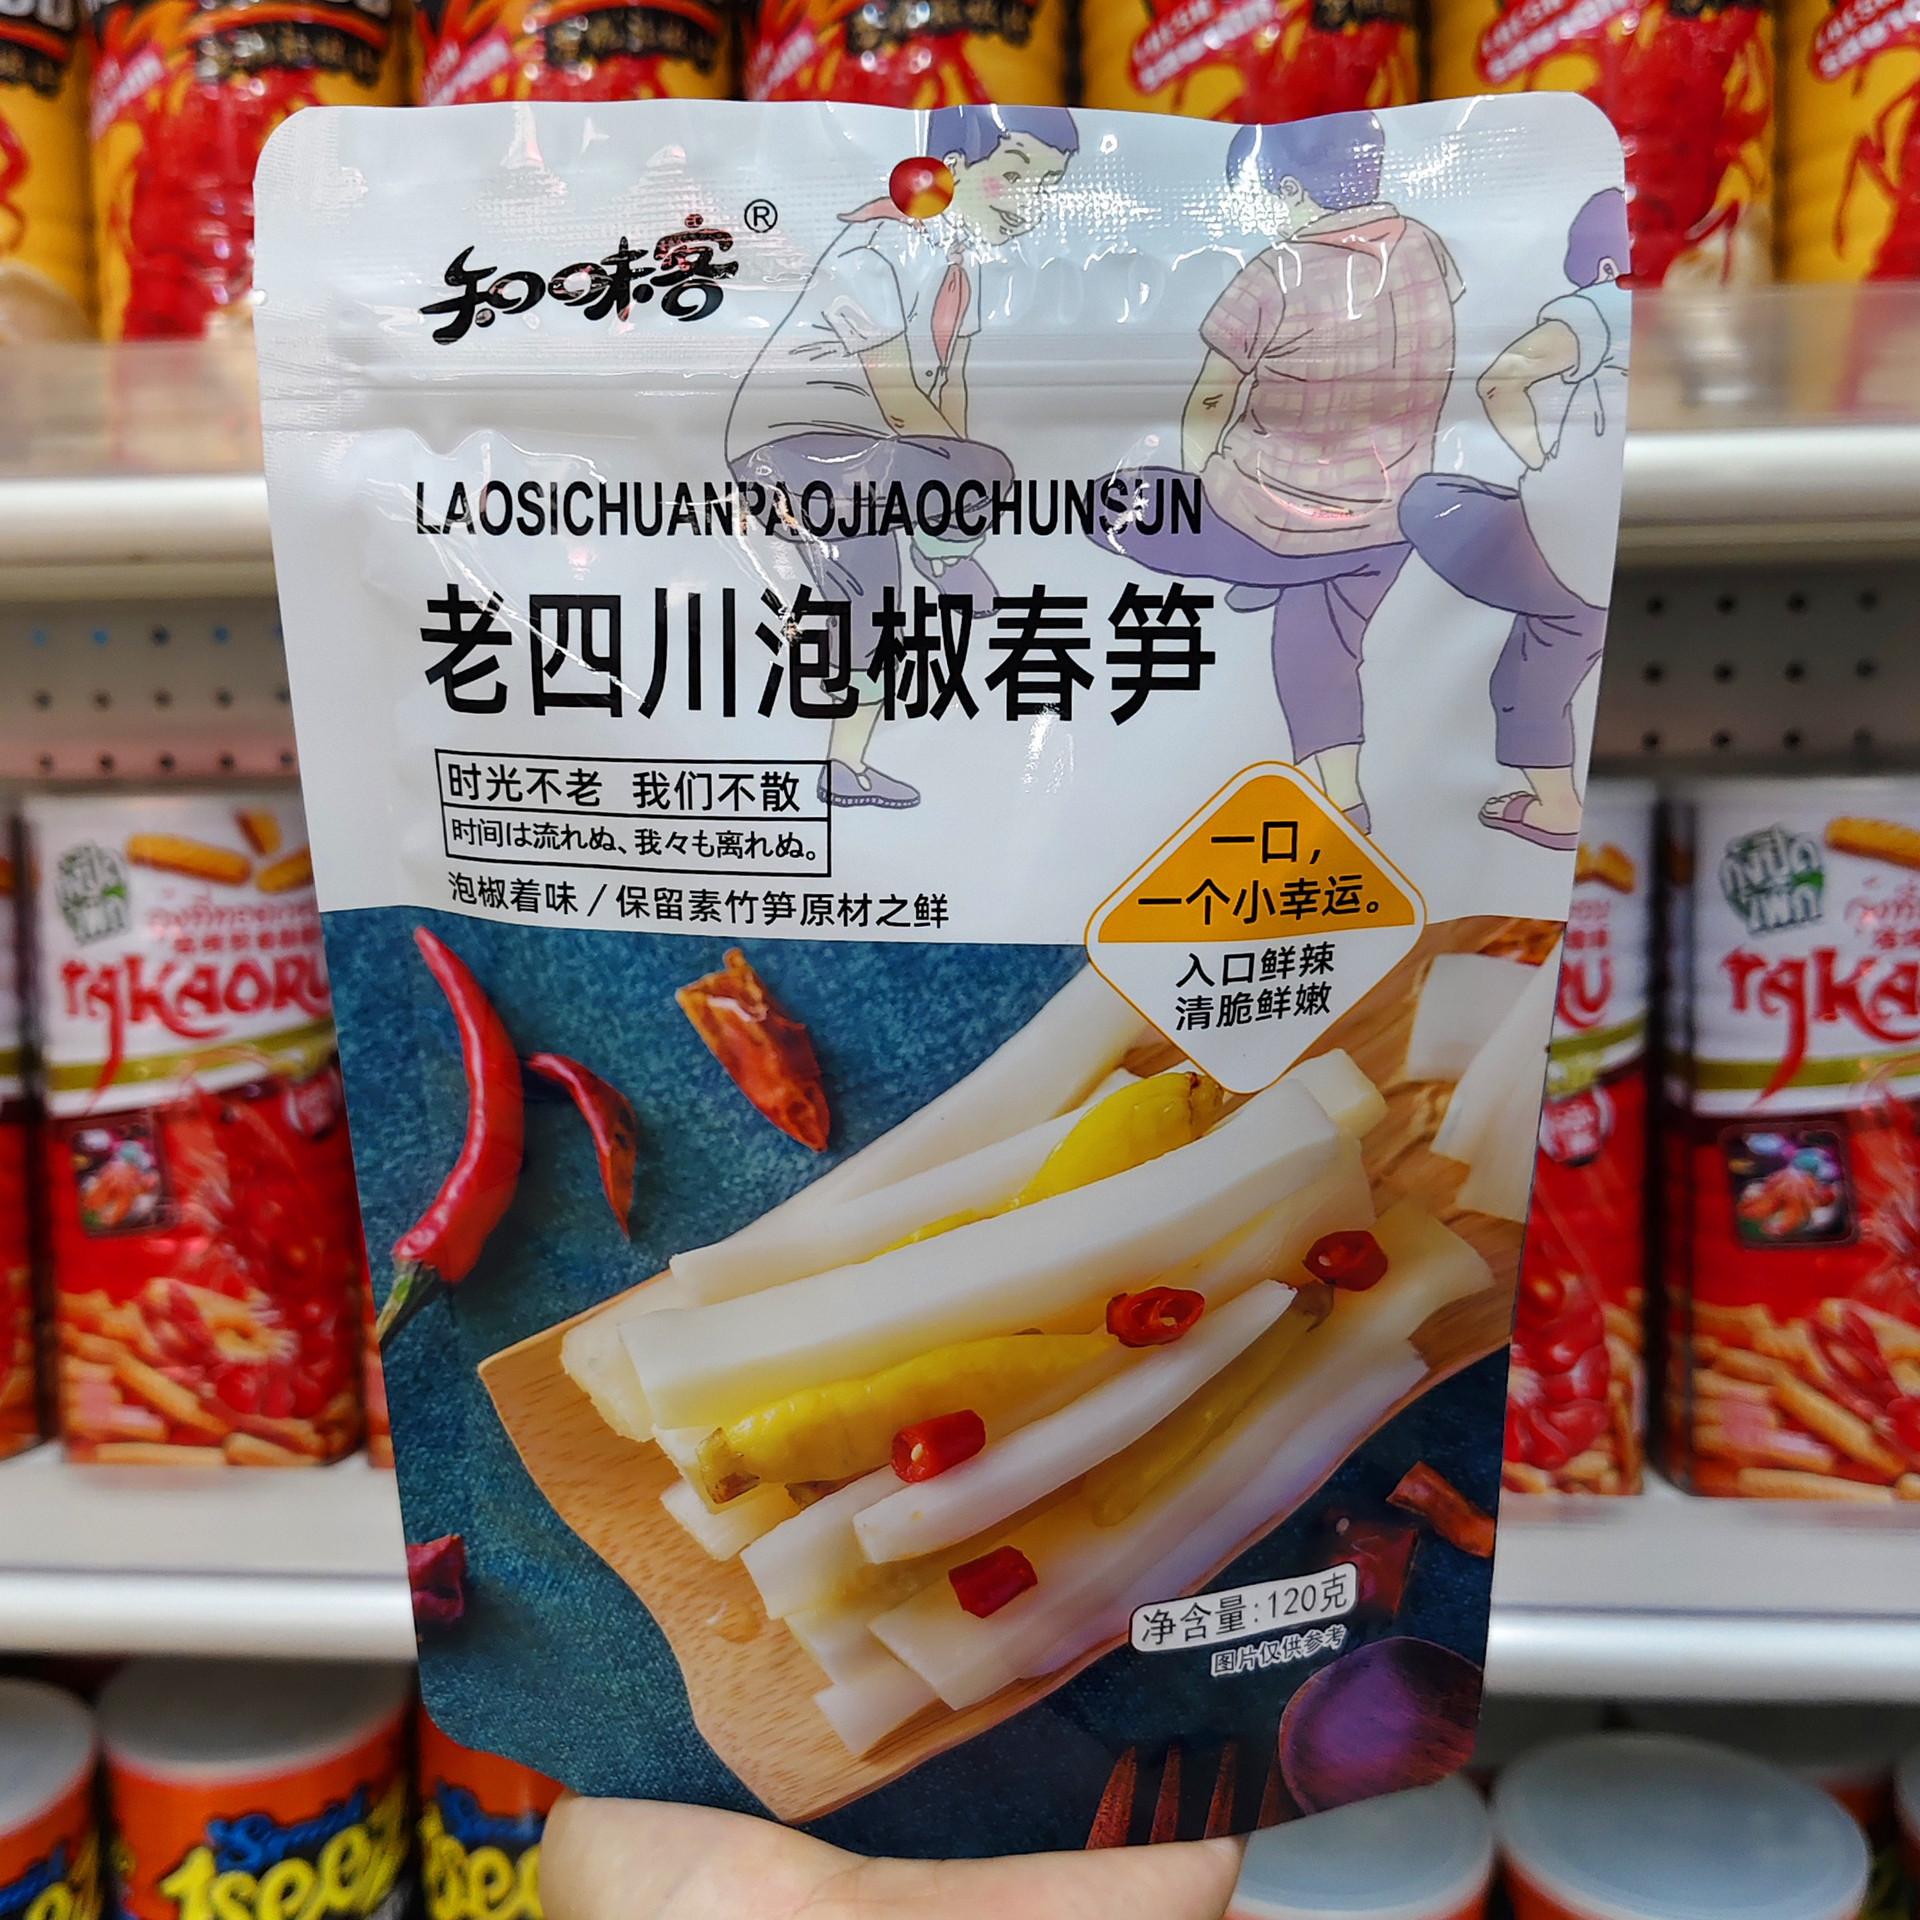 知味客®
LAOSICHUANPAOJIAOCHUNSUN
老四川泡椒春笋
时光不老 我们不散
时间は流れぬ、我々も离れぬ。
泡椒着味/保留素竹笋原材之鲜
一口，
一个小幸运。
入口鲜辣
清脆鲜嫩
净含量:120克
图片仅供参考
TAKAORU
Squid